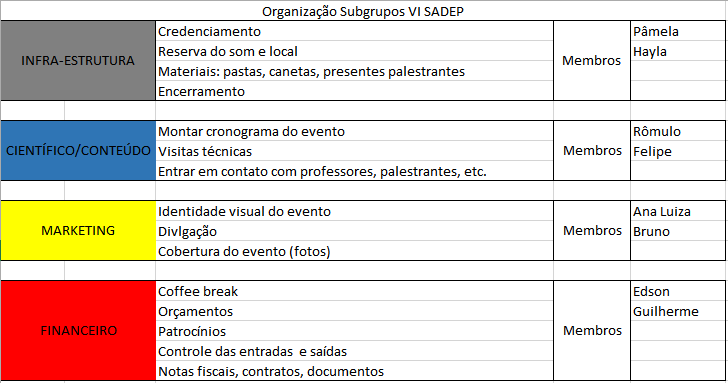 Organização Subgrupos VI SADEP
INFRA-ESTRUTURA
Credenciamento
Reserva do som e local
Materiais: pastas, canetas, presentes palestrantes
Encerramento
Membros
Pâmela
Hayla
CIENTÍFICO/CONTEÚDO
Montar cronograma do evento
Visitas técnicas
Entrar em contato com professores, palestrantes, etc.
Membros
Rômulo
Felipe
MARKETING
Identidade visual do evento
Divlgação
Cobertura do evento (fotos)
Membros
Ana Luiza
Bruno
FINANCEIRO
Coffee break
Orçamentos
Patrocínios
Controle das entradas e saídas
Notas fiscais, contratos, documentos
Membros
Edson
Guilherme